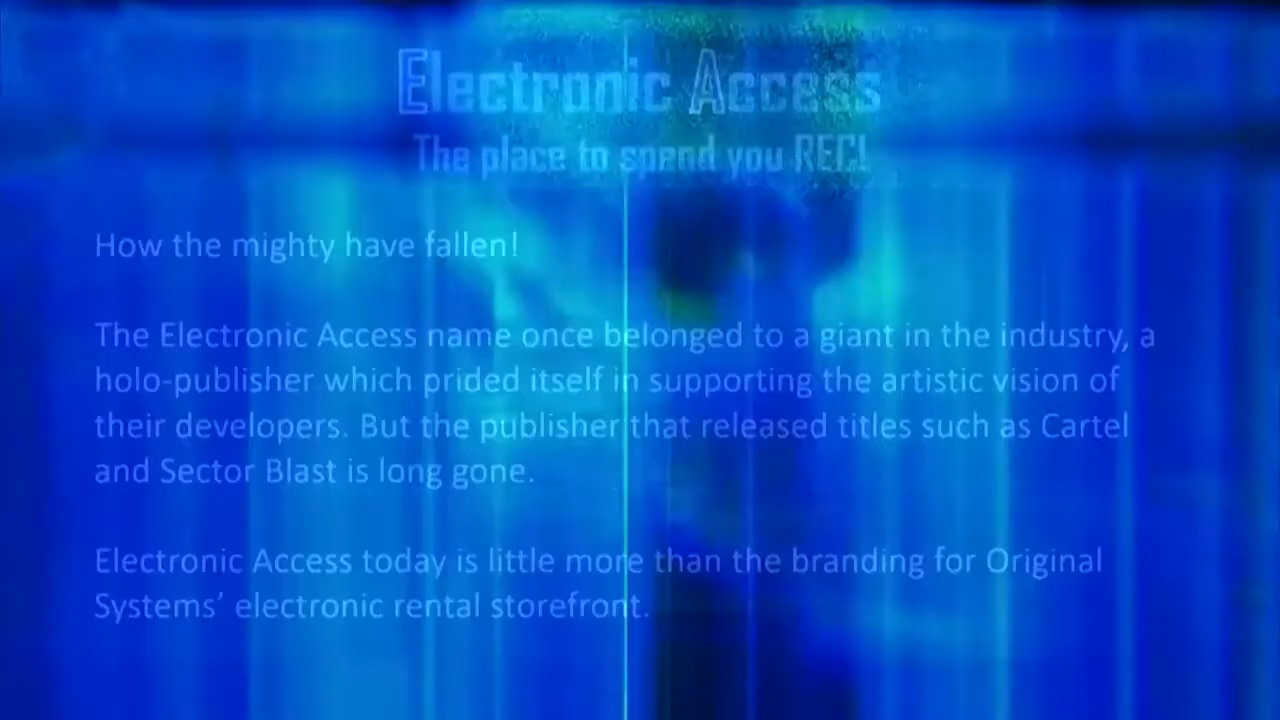 Electronic Access
The place to spend you REC!
How the mighty have fallen!
The Electronic Access name once belonged to a giant in the industry, a
holo-publisher which prided itself in supporting the artistic vision of
their developers. But the publisher that released titles such as Cartel
and Sector Blast is long gone.
Electronic Access today is little more than the branding for Original
Systems’ electronic rental storefront.